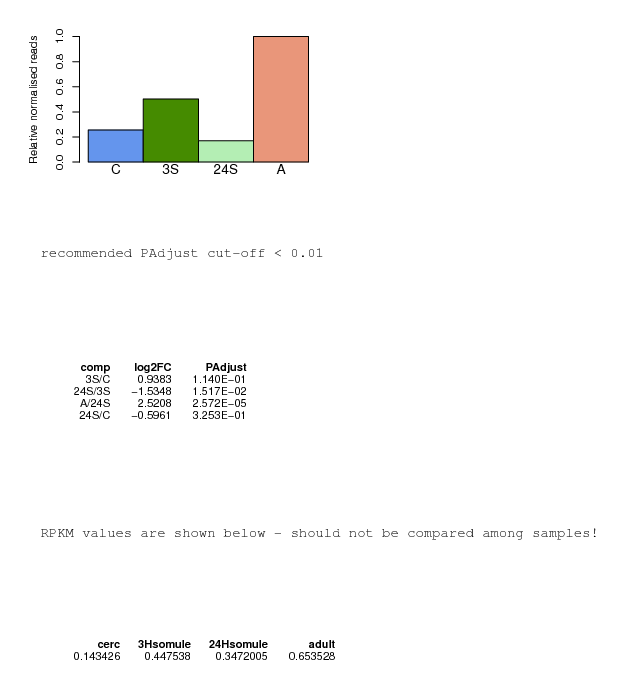 Relative normalised reads
1.0
0.8
0.6
0.4
0.2
0.0
C 3S 24S A
recommended PAdjust cut-off < 0.01
comp log2FC PAdjust
3S/C 0.9383 1.140E-01
24S/3S -1.5348 1.517E-02
A/24S 2.5208 2.572E-05
24S/C -0.5961 3.253E-01
RPKM values are shown below - should not be compared among samples!
cerc 3Hsomule 24Hsomule adult
0.143426 0.447538 0.3472005 0.653528